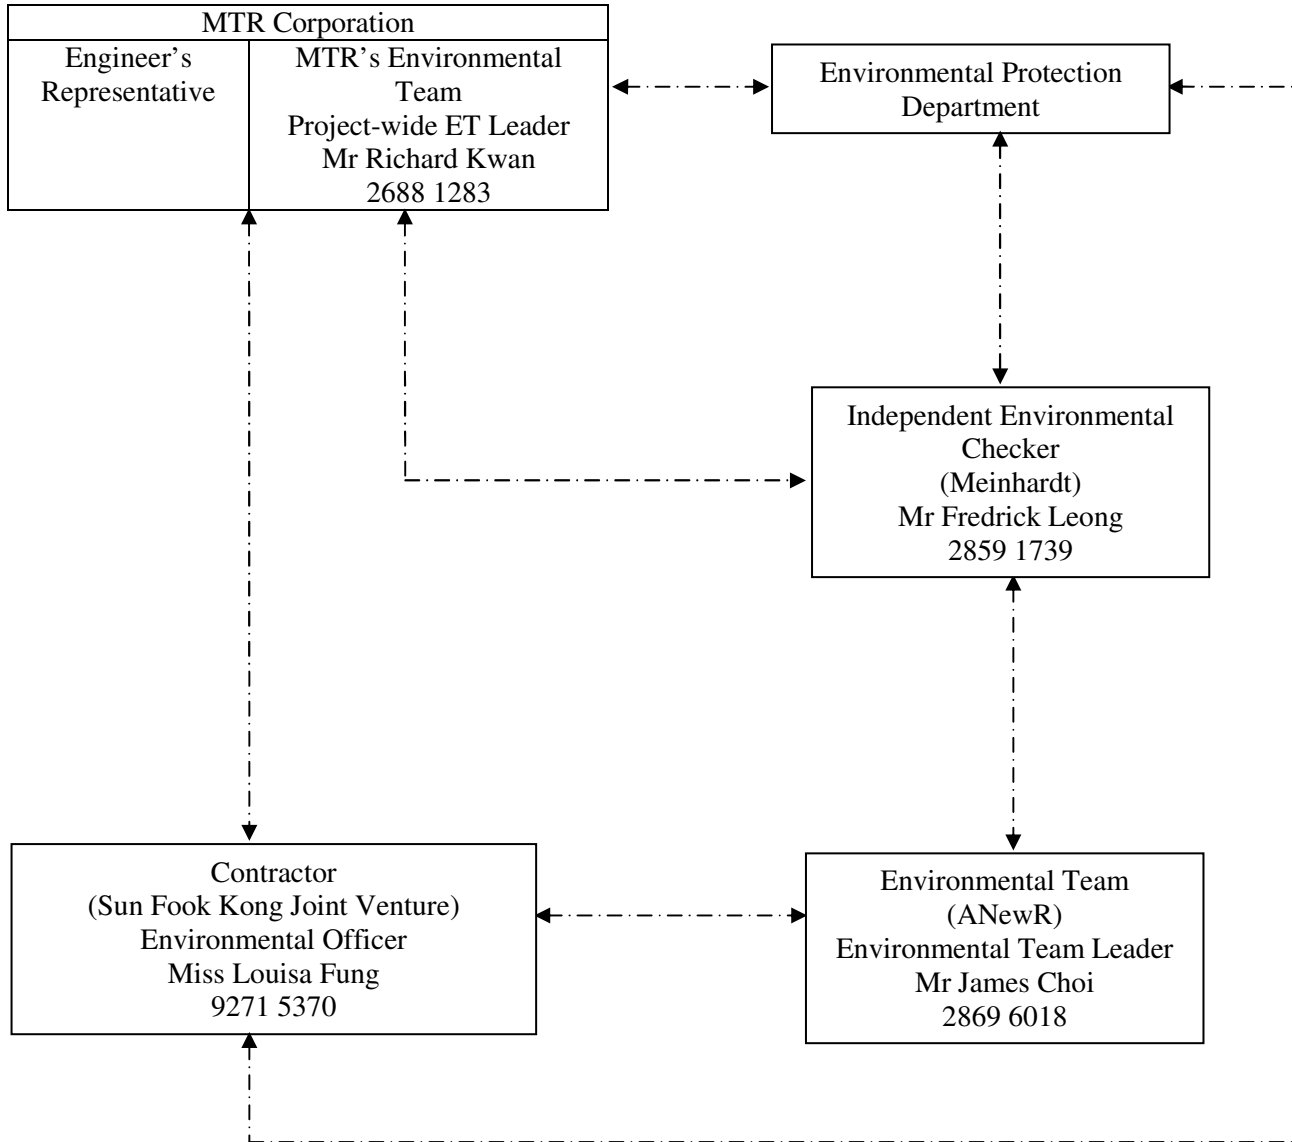 MTR Corporation
Engineer’s
Representative
MTR’s Environmental
Team
Project-wide ET Leader
Mr Richard Kwan
2688 1283
Environmental Protection
Department
Independent Environmental
Checker
(Meinhardt)
Mr Fredrick Leong
2859 1739
Contractor
(Sun Fook Kong Joint Venture)
Environmental Officer
Miss Louisa Fung
9271 5370
Environmental Team
(ANewR)
Environmental Team Leader
Mr James Choi
2869 6018